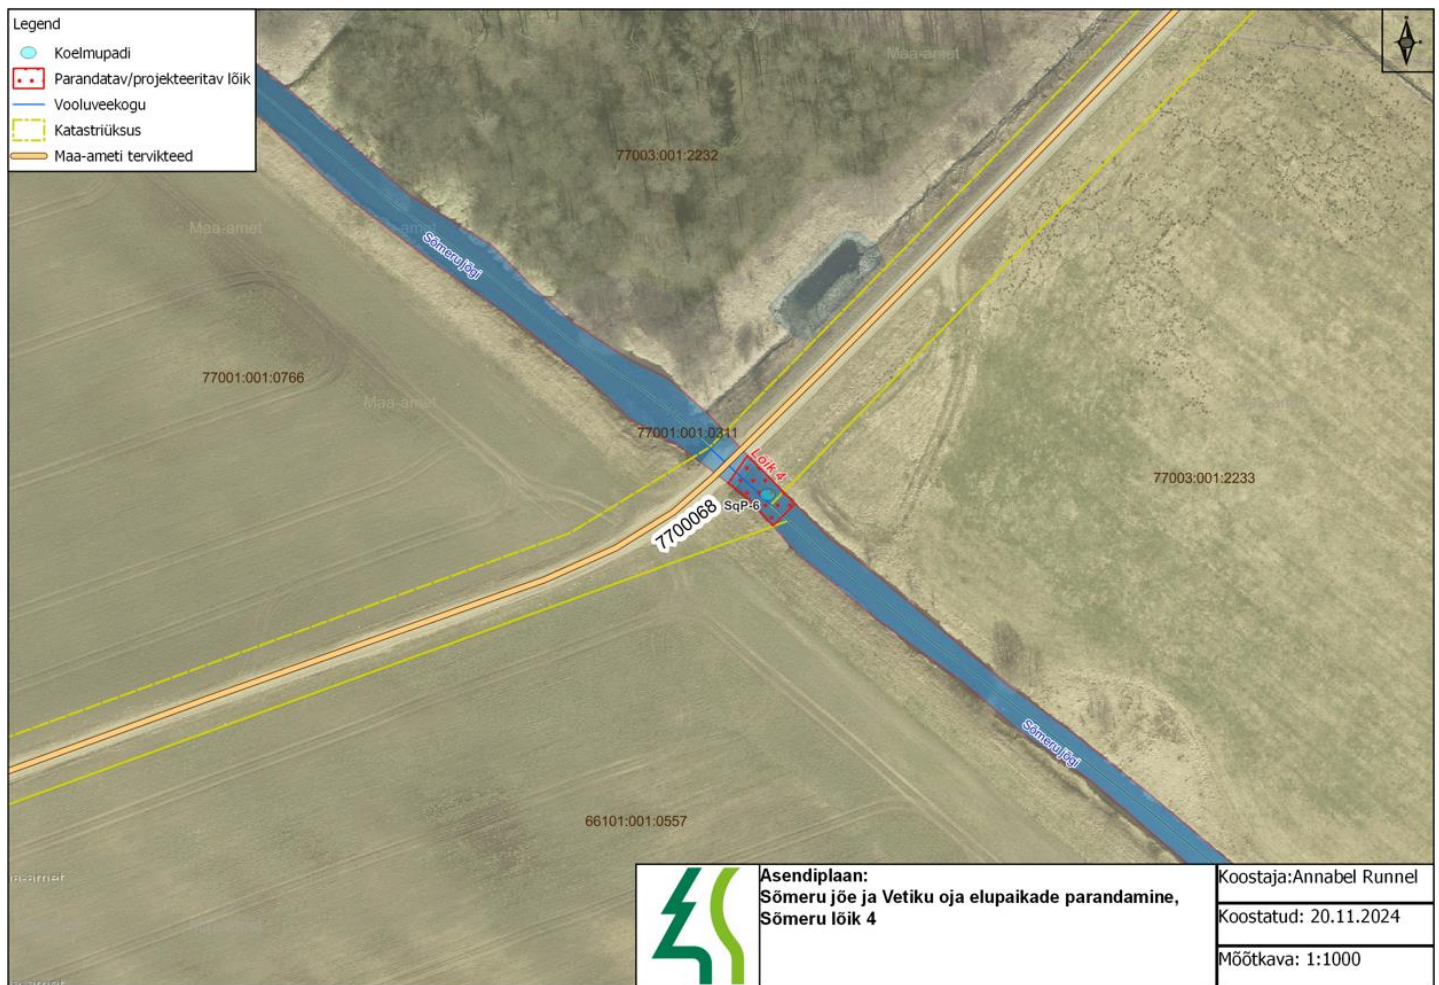 Legend
Koelmupadi
Parandatav/projekteeritav lõik
Vooluveekogu
Katastriüksus
Maa-ameti tervikteed
Maa-amet
77003:001:2232
Maa-amet
Sõmeru jõgi
77001:001:0766
Maa-amet
77001:001:0311
Lõik 4
77003:001:2233
SqP-6
7700068
Sõmeru jõgi
66101:001:0557
Asendiplaan:
Sõmeru jõe ja Vetiku oja elupaikade parandamine,
Sõmeru lõik 4
Koostaja:Annabel Runnel
Koostatud: 20.11.2024
Mõõtkava: 1:1000